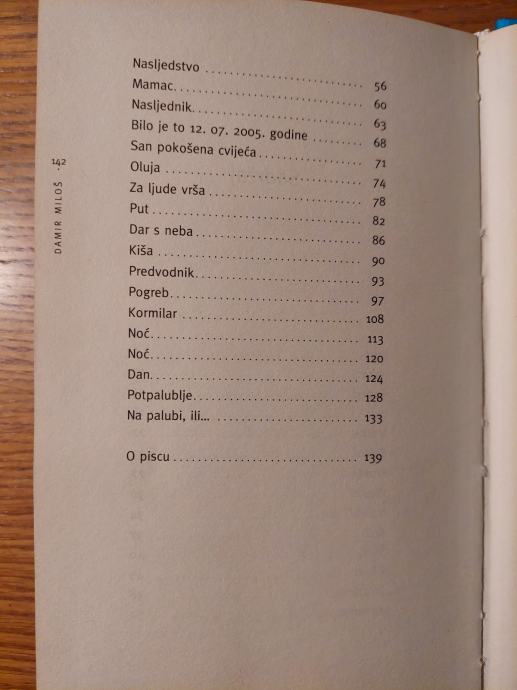 Nasljedstvo ........................ 56
Mamac .............................. 60
Nasljednik ......................... 63
Bilo je to 12. 07. 2005. godine ........ 68
San pokošena cvijeća ................ 71
Oluja .............................. 74
Za ljude vrša ...................... 78
Put ................................ 82
Dar s neba ......................... 86
Kiša ............................... 90
Predvodnik ......................... 93
Pogreb ............................. 97
Kormilar ........................... 108
Noć ................................ 113
Noć ................................ 120
Dan ................................ 124
Potpalublje ........................ 128
Na palubi, ili... .................. 133
O piscu ............................ 139
142
DAMIR MILOŠ